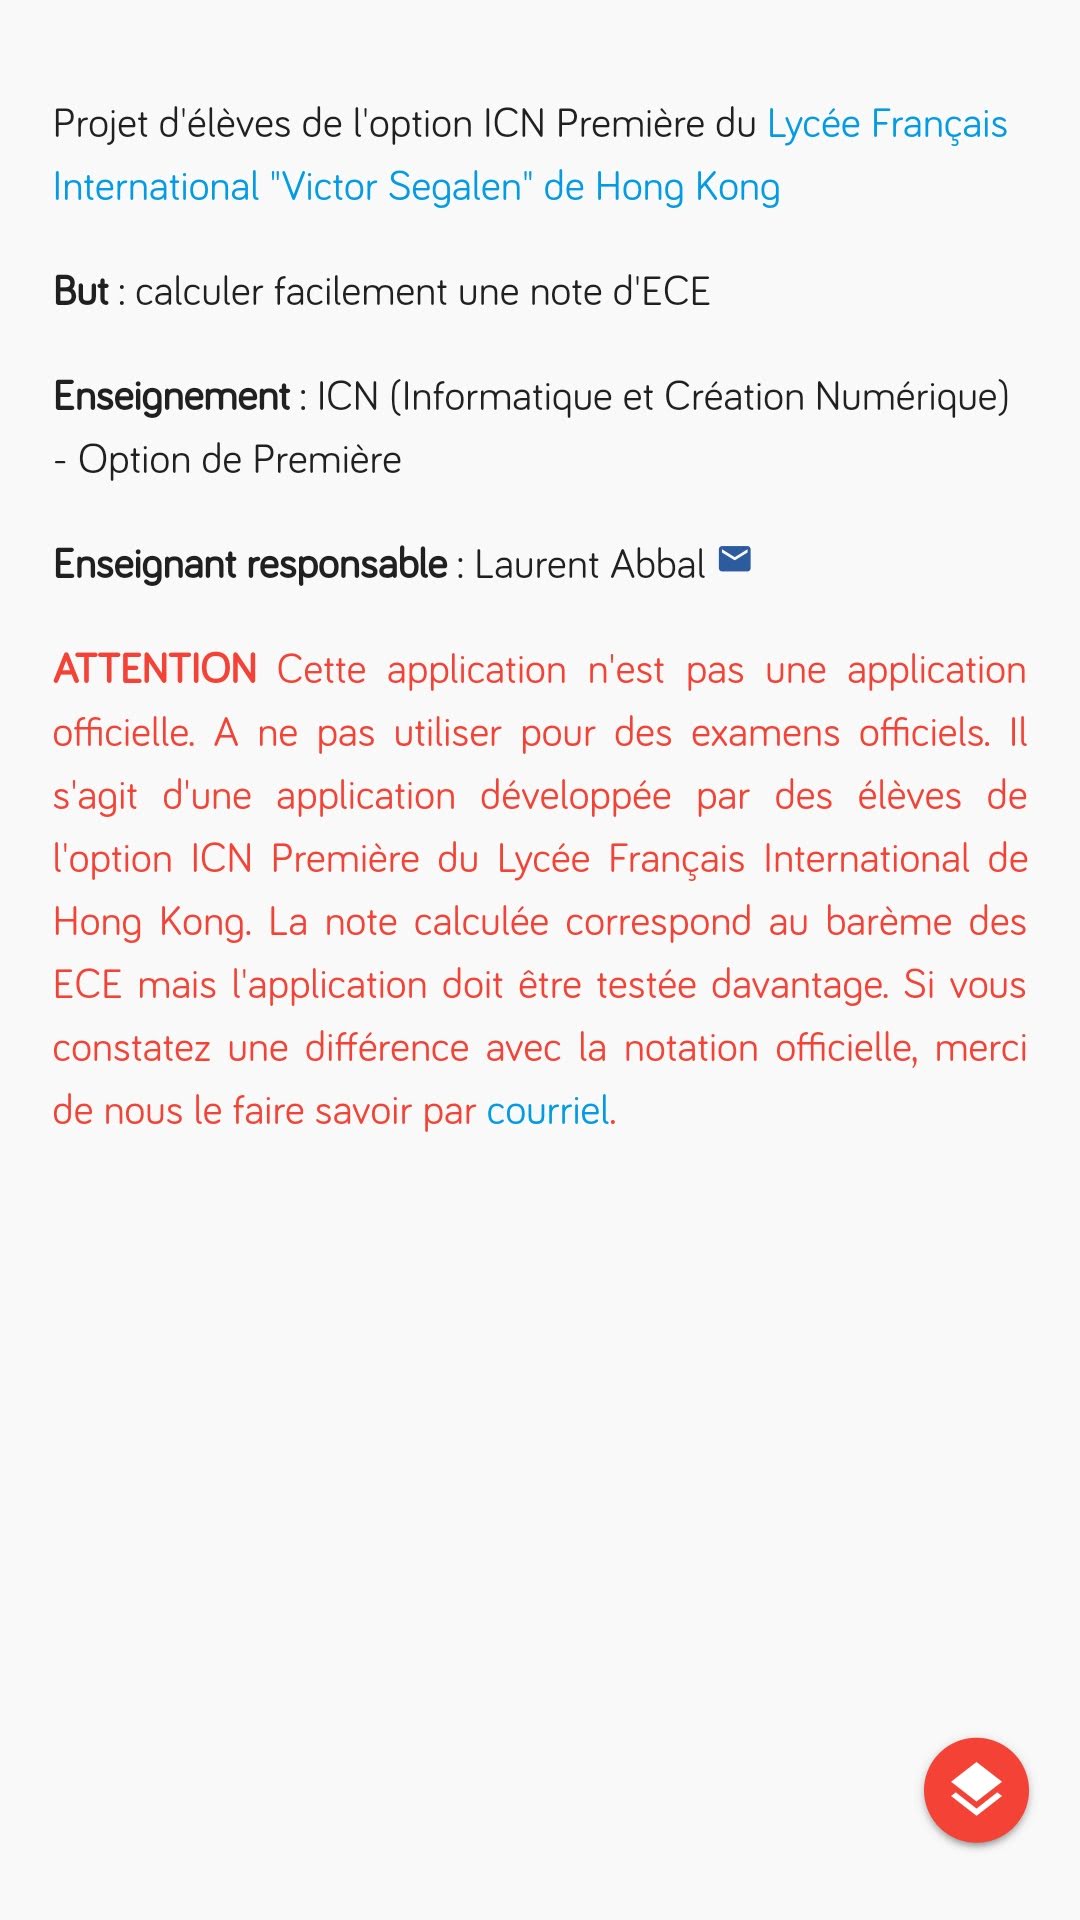 Projet d'élèves de l'option ICN Première du Lycée Français
International "Victor Segalen" de Hong Kong
But : calculer facilement une note d'ECE
Enseignement : ICN (Informatique et Création Numérique)
- Option de Première
Enseignant responsable : Laurent Abbal
ATTENTION Cette application n'est pas une application
officielle. A ne pas utiliser pour des examens officiels. Il
s'agit d'une application développée par des élèves de
l'option ICN Première du Lycée Français International de
Hong Kong. La note calculée correspond au barème des
ECE mais l'application doit être testée davantage. Si vous
constatez une différence avec la notation officielle, merci
de nous le faire savoir par courriel.